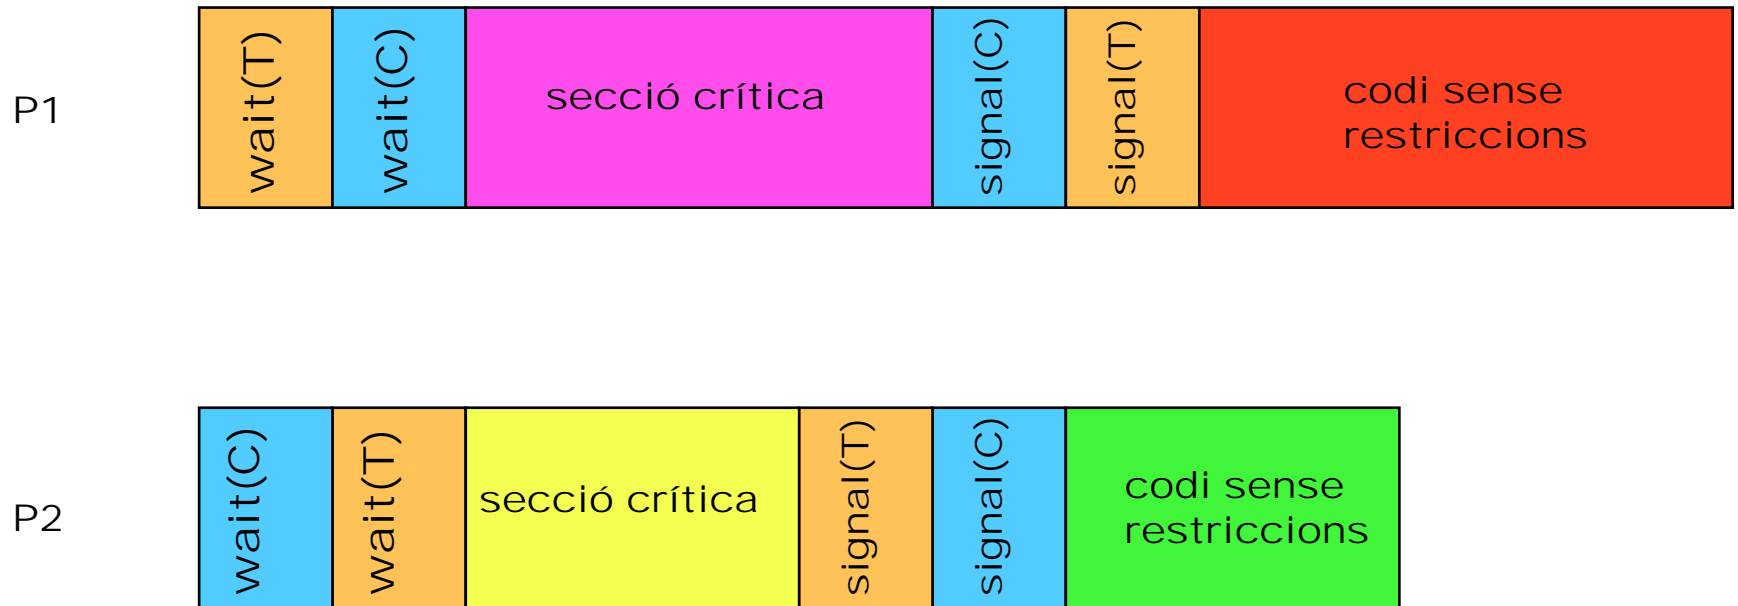 P1
wait(T)
wait(C)
secció crítica
signal(C)
signal(T)
codi sense
restriccions
P2
wait(C)
wait(T)
secció crítica
signal(T)
signal(C)
codi sense
restriccions